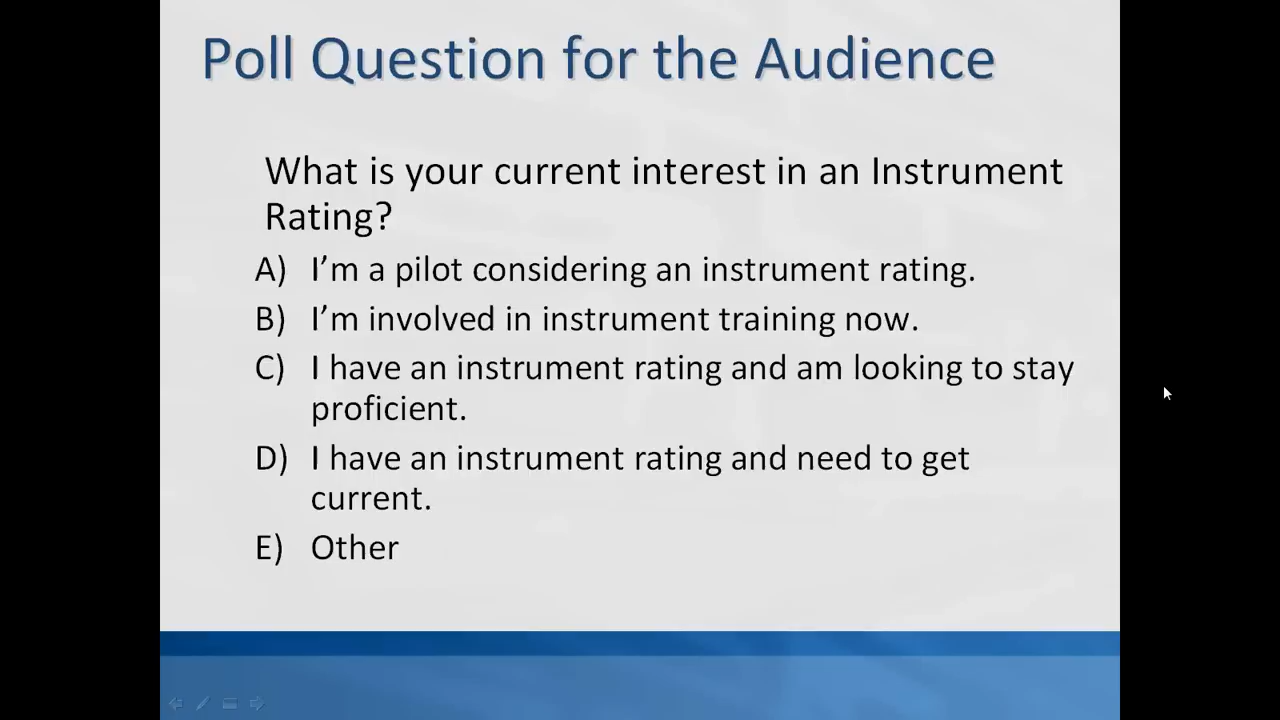 Poll Question for the Audience
What is your current interest in an Instrument
Rating?
A) I’m a pilot considering an instrument rating.
B) I’m involved in instrument training now.
C) I have an instrument rating and am looking to stay
proficient.
D) I have an instrument rating and need to get
current.
E) Other